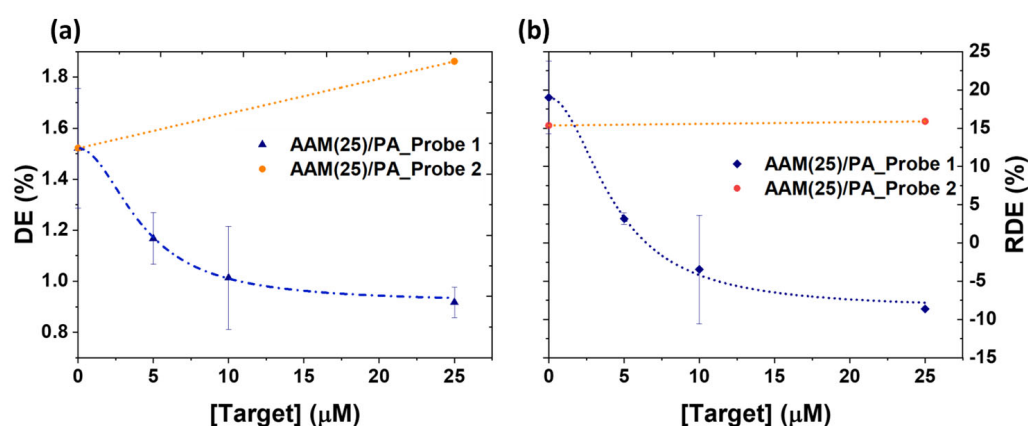 (a)
DE (%)
1.8
1.6
1.4
1.2
1.0
0.8
AAM(25)/PA_Probe 1
AAM(25)/PA_Probe 2
0 5 10 15 20 25
[Target] (μM)
(b)
AAM(25)/PA_Probe 1
AAM(25)/PA_Probe 2
25
20
15
10
5
0
-5
-10
-15
RDE (%)
0 5 10 15 20 25
[Target] (μM)